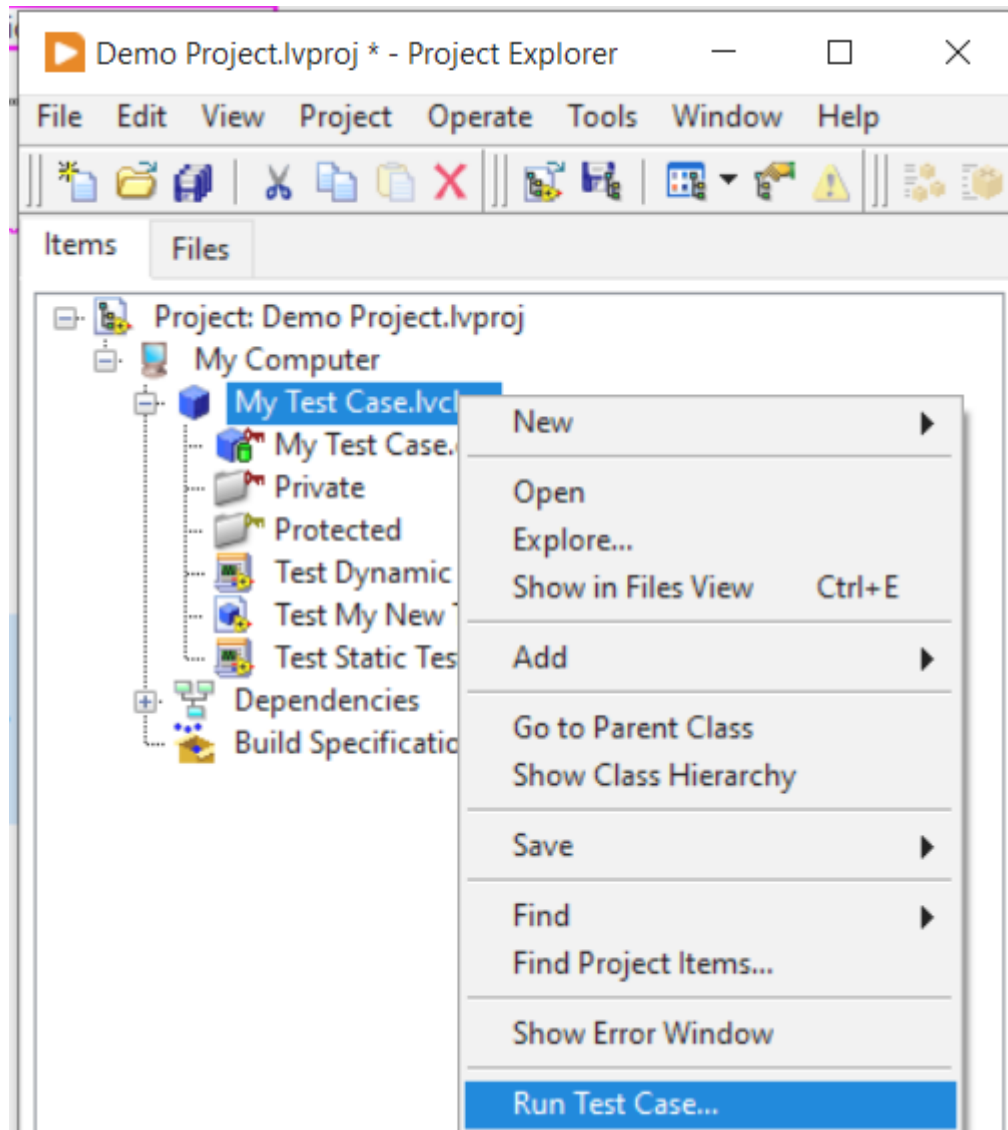 Demo Project.lvproj * - Project Explorer
File Edit View Project Operate Tools Window Help
Items Files
Project: Demo Project.lvproj
My Computer
My Test Case.lvcl
My Test Case.
Private
Protected
Test Dynamic
Test My New
Test Static Tes
Dependencies
Build Specificatio
New
Open
Explore...
Show in Files View Ctrl+E
Add
Go to Parent Class
Show Class Hierarchy
Save
Find
Find Project Items...
Show Error Window
Run Test Case...